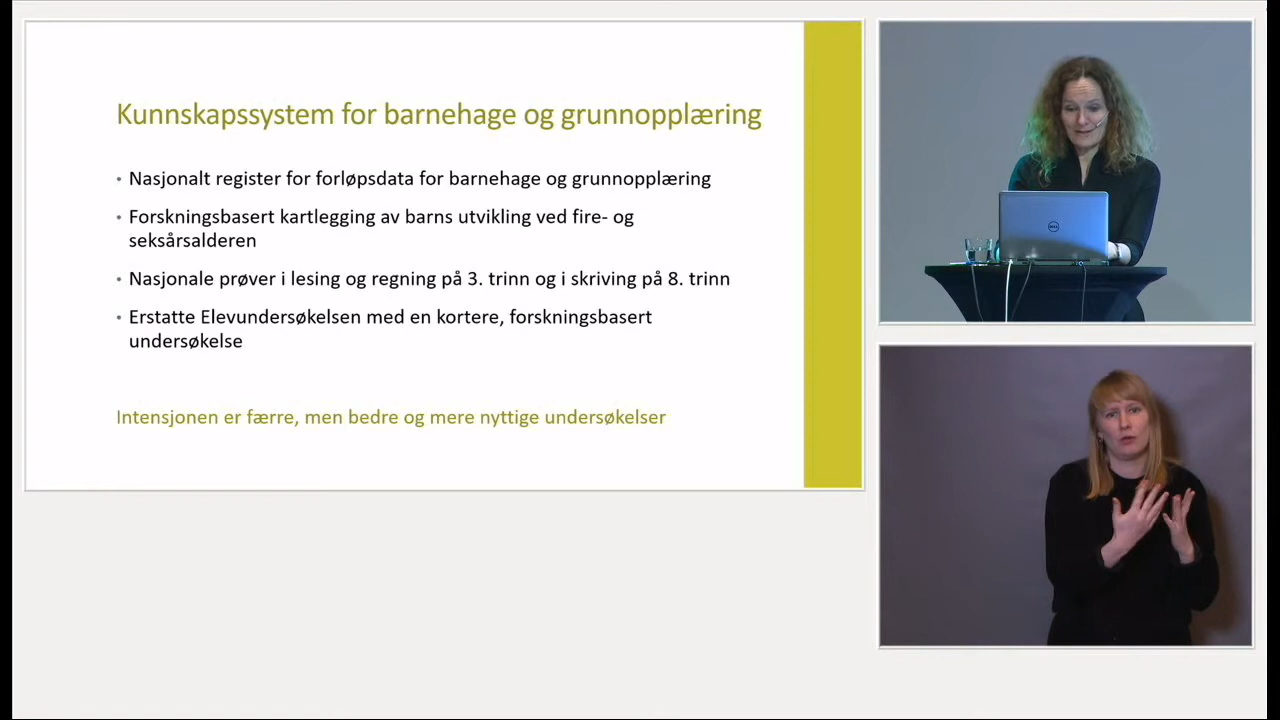 Kunnskapssystem for barnehage og grunnopplæring
• Nasjonalt register for forløpsdata for barnehage og grunnopplæring
• Forskningsbasert kartlegging av barns utvikling ved fire- og
seksårsalderen
• Nasjonale prøver i lesing og regning på 3. trinn og i skriving på 8. trinn
• Erstatte Elevundersøkelsen med en kortere, forskningsbasert
undersøkelse
Intensjonen er færre, men bedre og mere nyttige undersøkelser
DELL